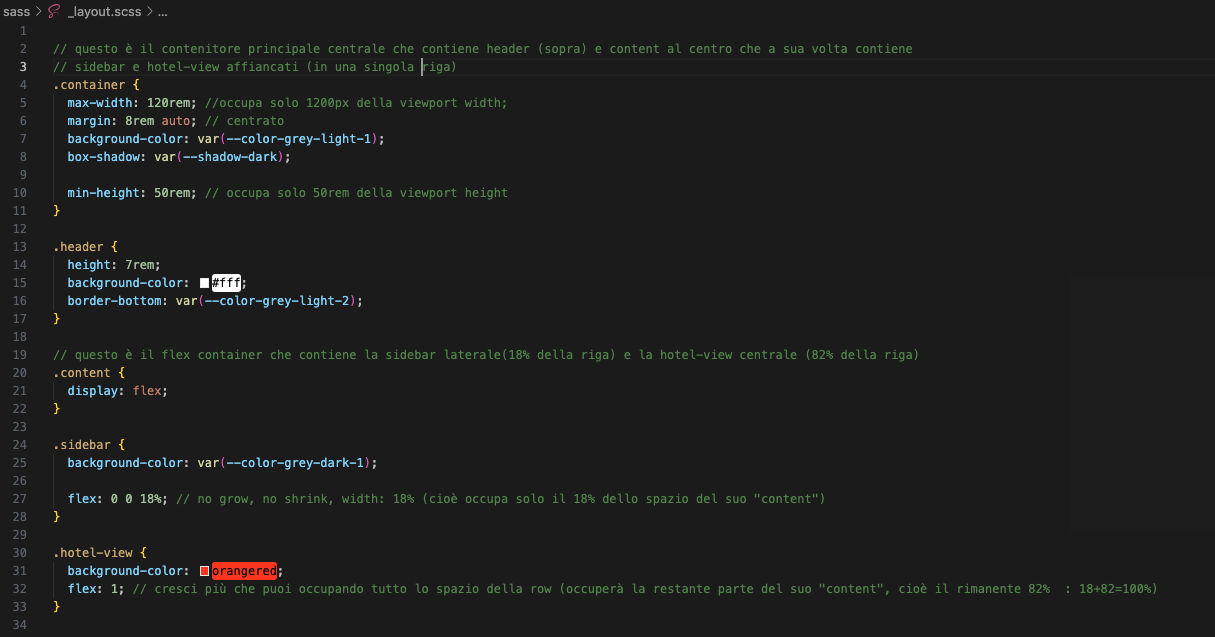 sass > _layout.scss > ...
1
2 // questo è il contenitore principale centrale che contiene header (sopra) e content al centro che a sua volta contiene
3 // sidebar e hotel-view affiancati (in una singola riga)
4 .container {
5 max-width: 120rem; //occupa solo 1200px della viewport width;
6 margin: 8rem auto; // centrato
7 background-color: var(--color-grey-light-1);
8 box-shadow: var(--shadow-dark);
9
10 min-height: 50rem; // occupa solo 50rem della viewport height
11 }
12
13 .header {
14 height: 7rem;
15 background-color: #fff;
16 border-bottom: var(--color-grey-light-2);
17 }
18
19 // questo è il flex container che contiene la sidebar laterale(18% della riga) e la hotel-view centrale (82% della riga)
20 .content {
21 display: flex;
22 }
23
24 .sidebar {
25 background-color: var(--color-grey-dark-1);
26
27 flex: 0 0 18%; // no grow, no shrink, width: 18% (cioè occupa solo il 18% dello spazio del suo "content")
28 }
29
30 .hotel-view {
31 background-color: orangered;
32 flex: 1; // cresci più che puoi occupando tutto lo spazio della row (occuperà la restante parte del suo "content", cioè il rimanente 82%  : 18+82=100%)
33 }
34